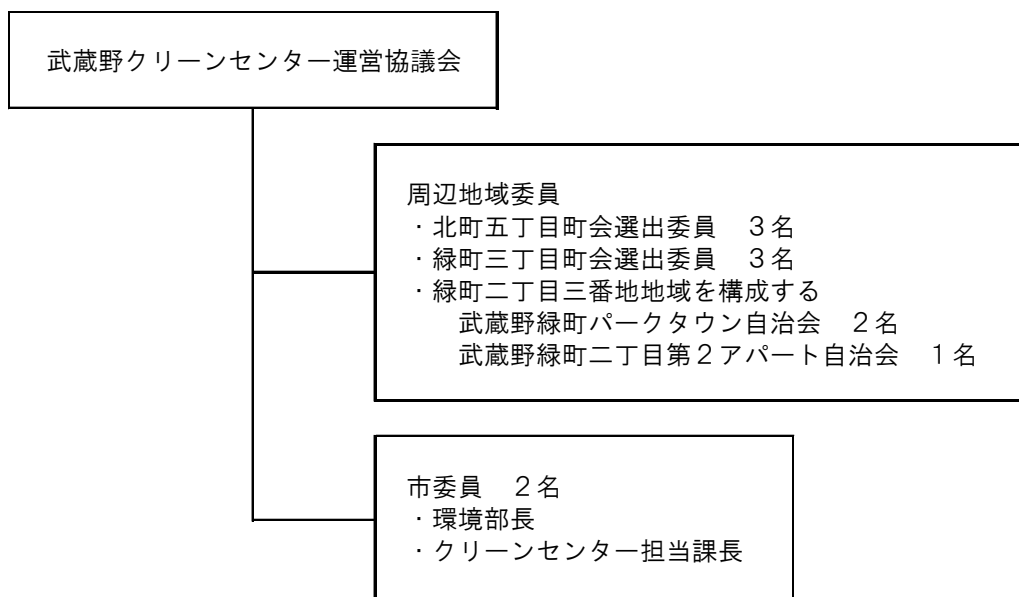 武蔵野クリーンセンター運営協議会
周辺地域委員
・北町五丁目町会選出委員　３名
・緑町三丁目町会選出委員　３名
・緑町二丁目三番地地域を構成する
武蔵野緑町パークタウン自治会　２名
武蔵野緑町二丁目第２アパート自治会　１名
市委員　２名
・環境部長
・クリーンセンター担当課長